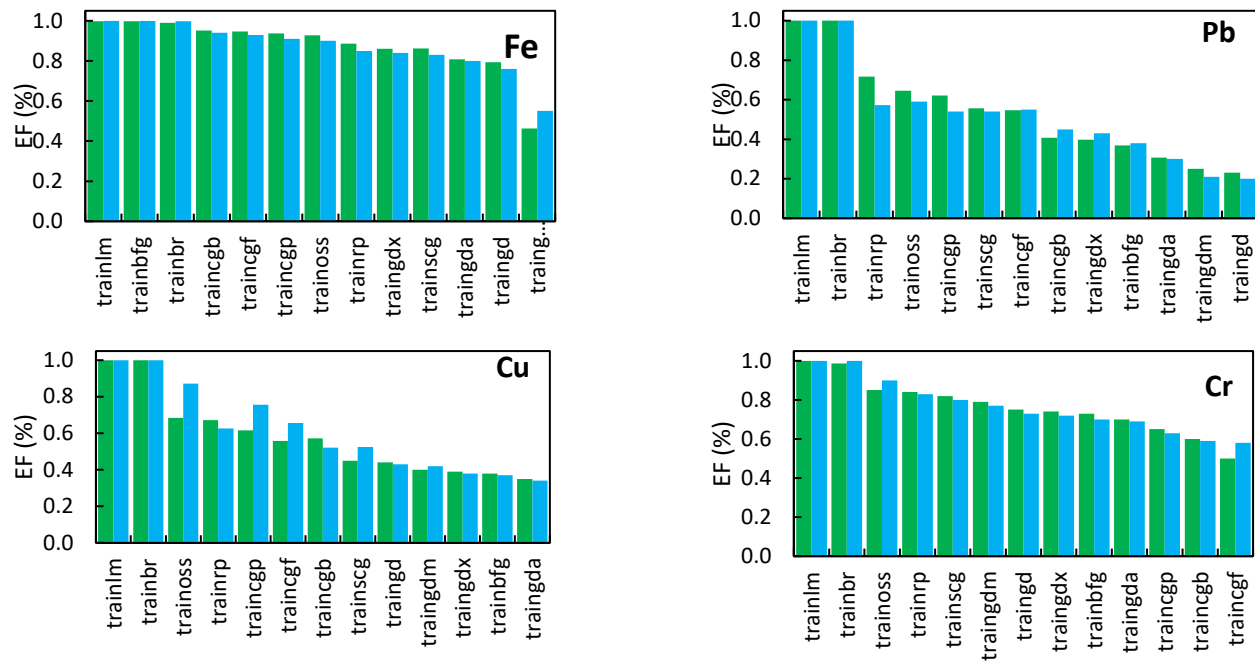 Fe
EF (%)
1.0
0.8
0.6
0.4
0.2
0.0
trainlm
trainbfg
trainbr
traincgb
traincgf
traincgp
trainoss
trainrp
traingdx
trainscg
traingda
traingd
traing...
Pb
EF (%)
1.0
0.8
0.6
0.4
0.2
0.0
trainlm
trainbr
trainrp
trainoss
traincgp
trainscg
traincgf
traincgb
traingdx
trainbfg
traingda
traingdm
traingd
Cu
EF (%)
1.0
0.8
0.6
0.4
0.2
0.0
trainlm
trainbr
trainoss
trainrp
traincgp
traincgf
traincgb
trainscg
traingd
traingdm
traingdx
trainbfg
traingda
Cr
EF (%)
1.0
0.8
0.6
0.4
0.2
0.0
trainlm
trainbr
trainoss
trainrp
trainscg
traingdm
traingd
traingdx
trainbfg
traingda
traincgp
traincgb
traincgf